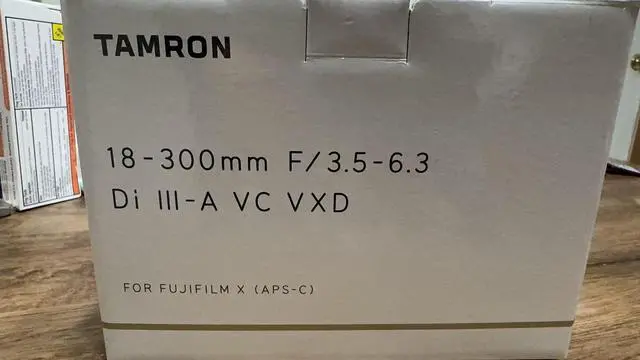 TAMRON
18-300mm F/3.5-6.3
Di III-A VC VXD
FOR FUJIFILM X (APS-C)